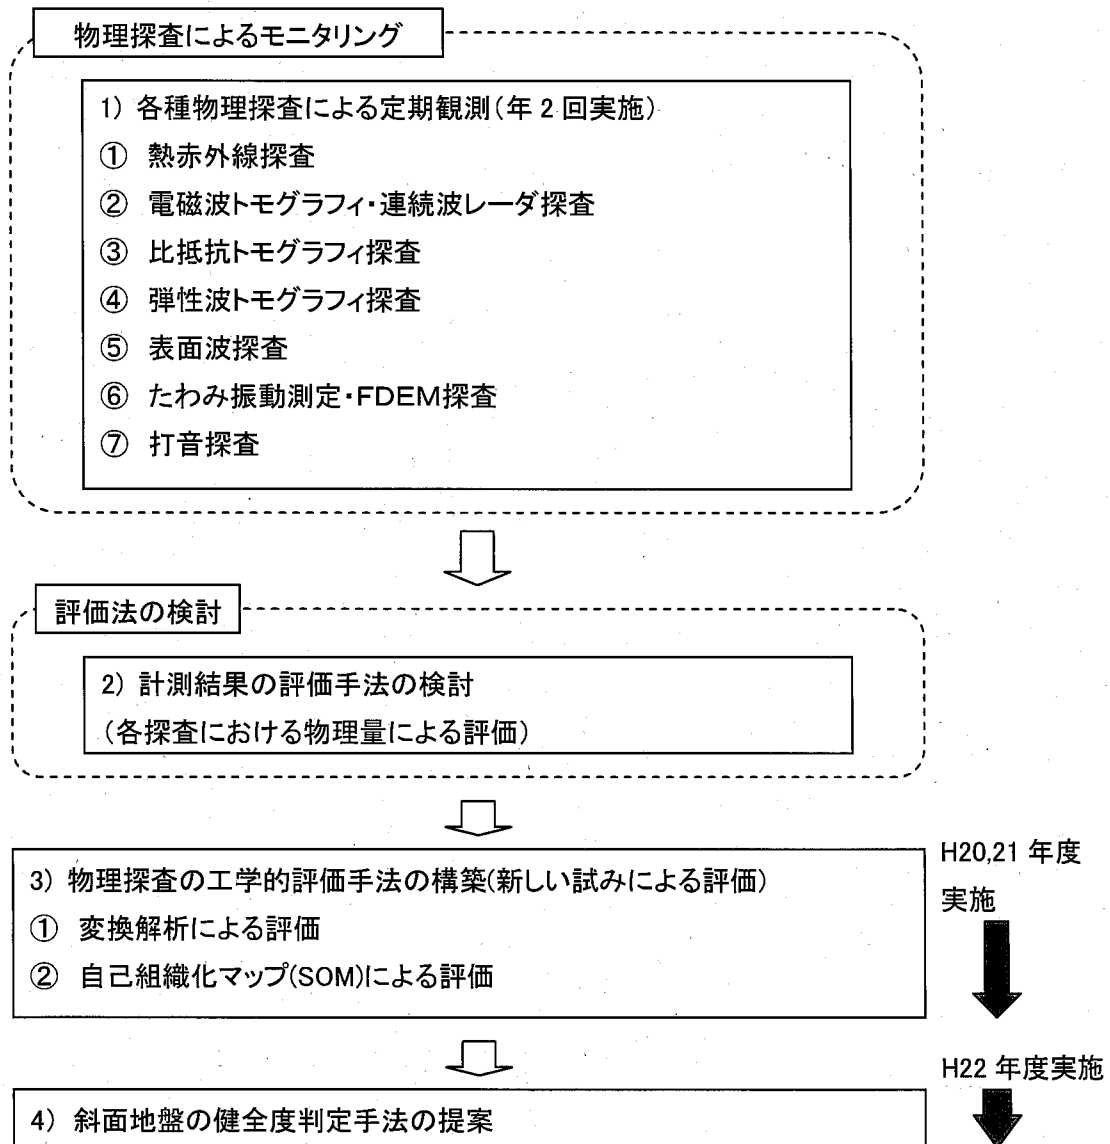 物理探査によるモニタリング
1) 各種物理探査による定期観測(年2回実施)
① 熱赤外線探査
② 電磁波トモグラフィ・連続波レーダ探査
③ 比抵抗トモグラフィ探査
④ 弾性波トモグラフィ探査
⑤ 表面波探査
⑥ たわみ振動測定・FDEM探査
⑦ 打音探査
評価法の検討
2) 計測結果の評価手法の検討
(各探査における物理量による評価)
3) 物理探査の工学的評価手法の構築(新しい試みによる評価)
① 変換解析による評価
② 自己組織化マップ(SOM)による評価
H20,21 年度
実施
H22 年度実施
4) 斜面地盤の健全度判定手法の提案